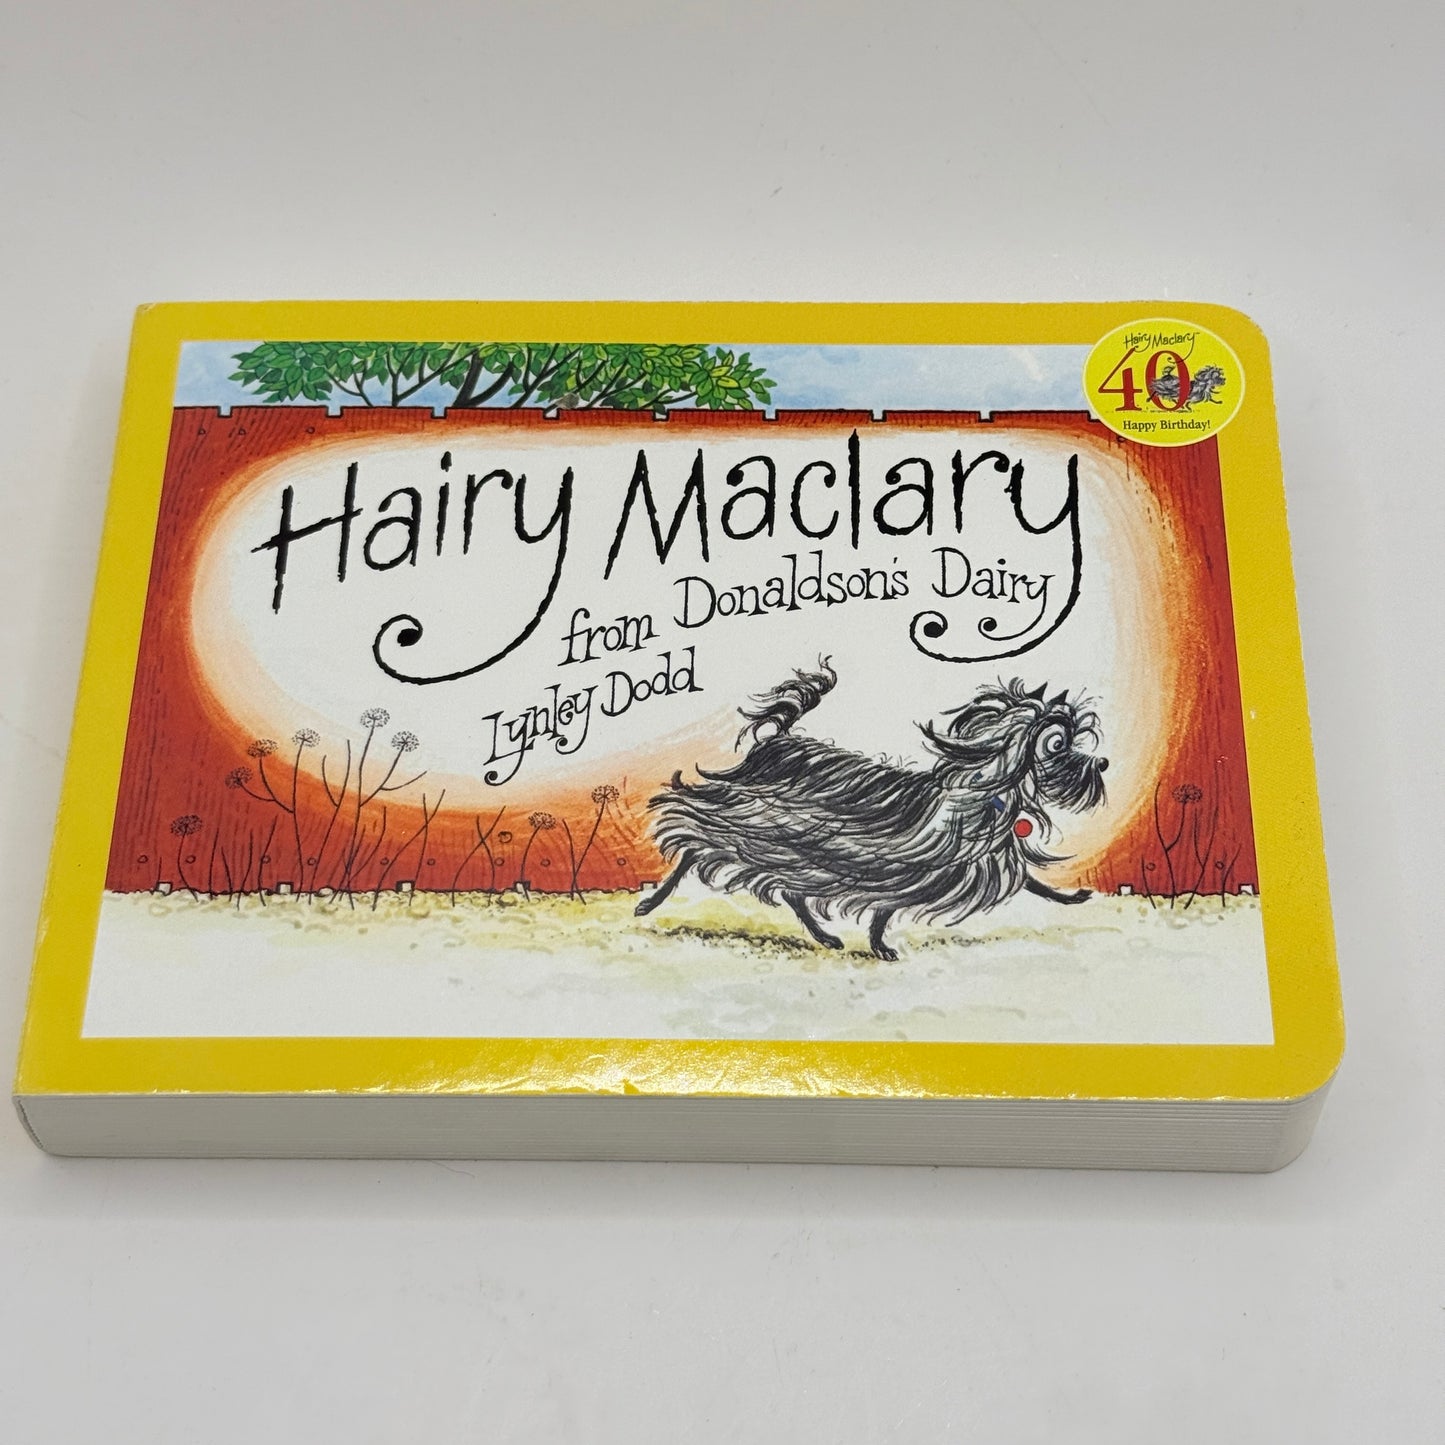 Hairy Maclary
40
Happy Birthday!
Hairy Maclary
from Donaldson's Dairy
Lynley Dodd